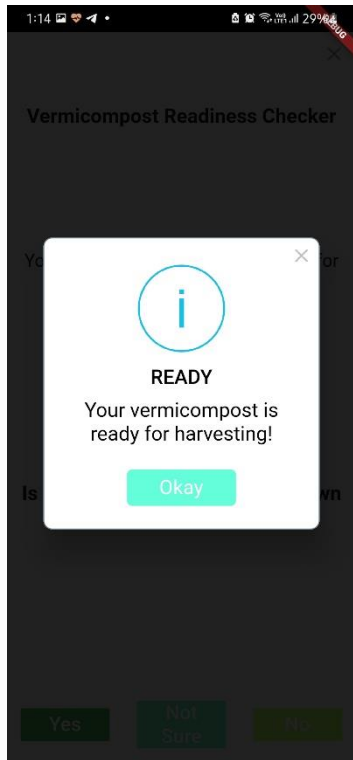 1:14
29%
Vermicompost Readiness Checker
Yo
or
READY
Your vermicompost is
ready for harvesting!
Okay
Is
wn
Yes
Not
Sure
No